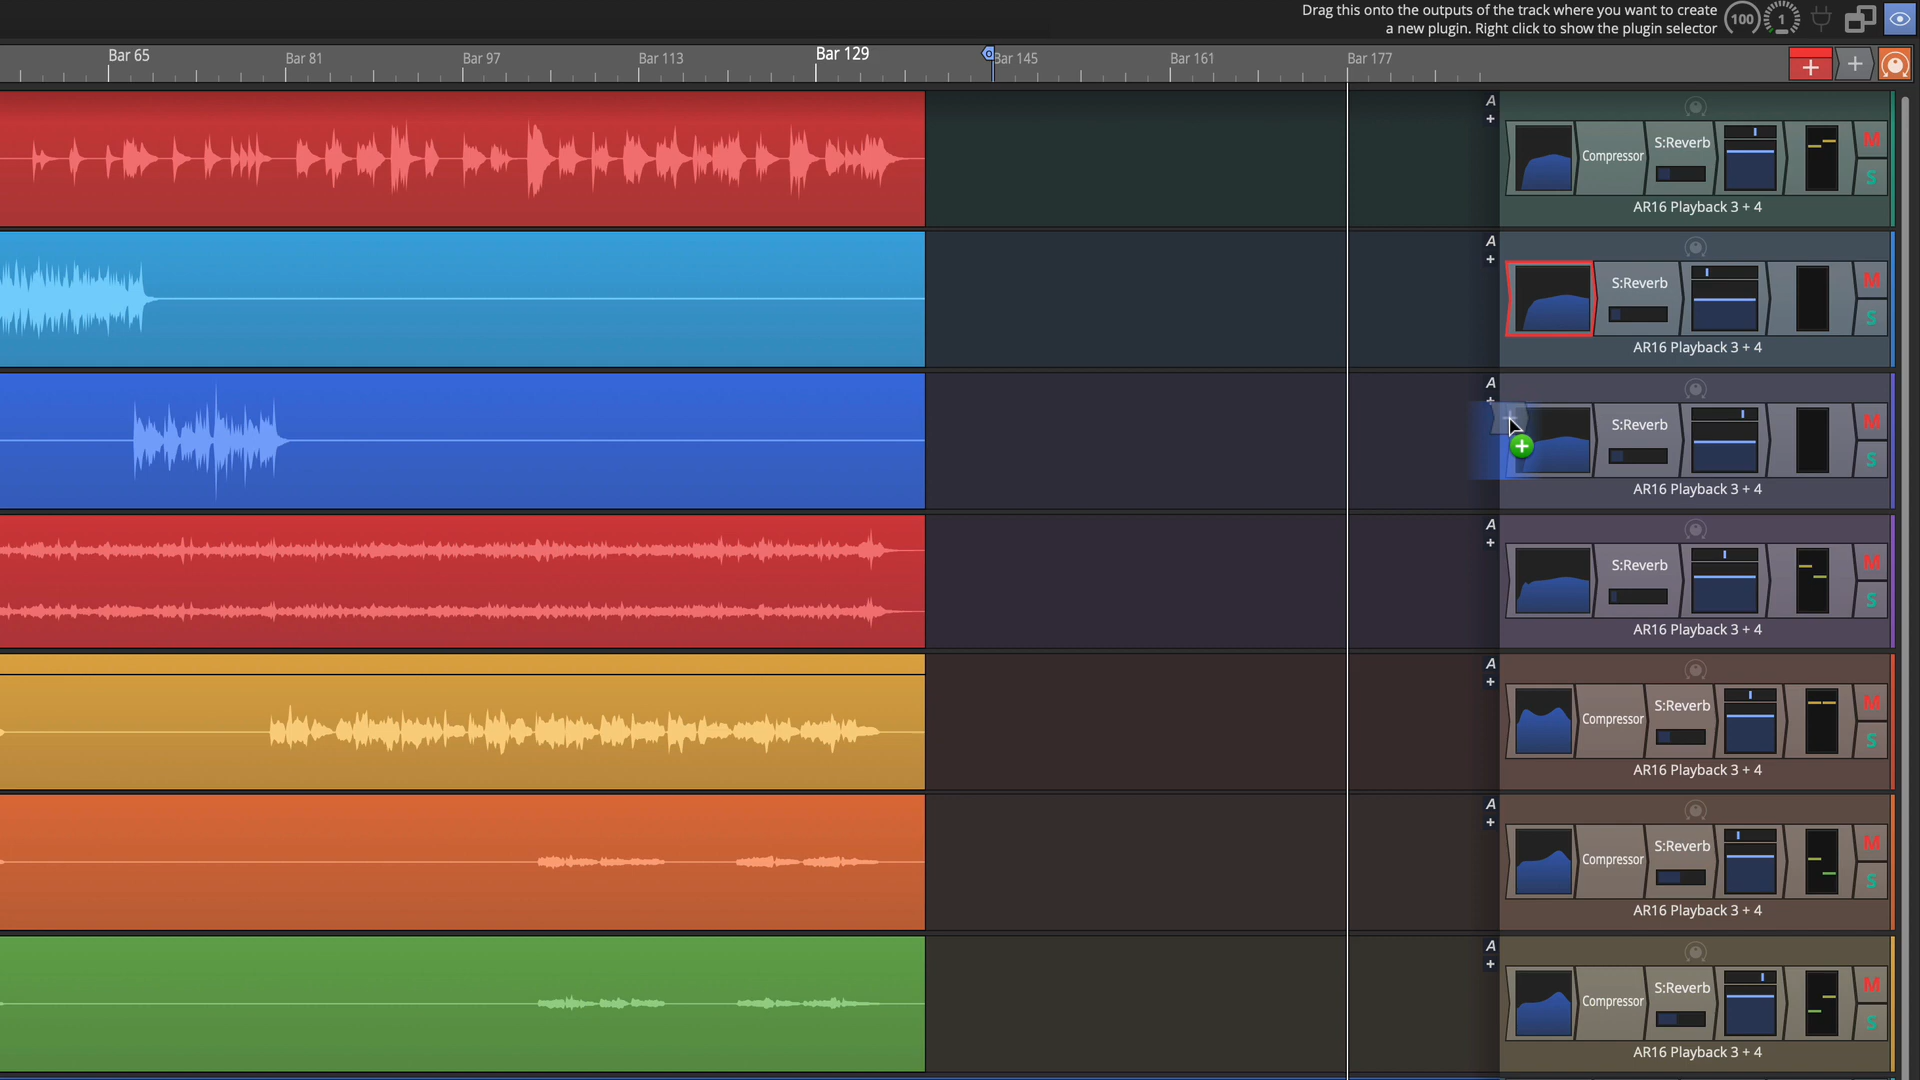 Drag this onto the outputs of the track where you want to create
a new plugin. Right click to show the plugin selector
100
1
Bar 65
Bar 81
Bar 97
Bar 113
Bar 129
Bar 145
Bar 161
Bar 177
A
Compressor
S:Reverb
M
S
AR16 Playback 3 + 4
A
S:Reverb
M
S
AR16 Playback 3 + 4
A
S:Reverb
M
S
AR16 Playback 3 + 4
A
S:Reverb
M
S
AR16 Playback 3 + 4
A
Compressor
S:Reverb
M
S
AR16 Playback 3 + 4
A
Compressor
S:Reverb
M
S
AR16 Playback 3 + 4
A
Compressor
S:Reverb
M
S
AR16 Playback 3 + 4